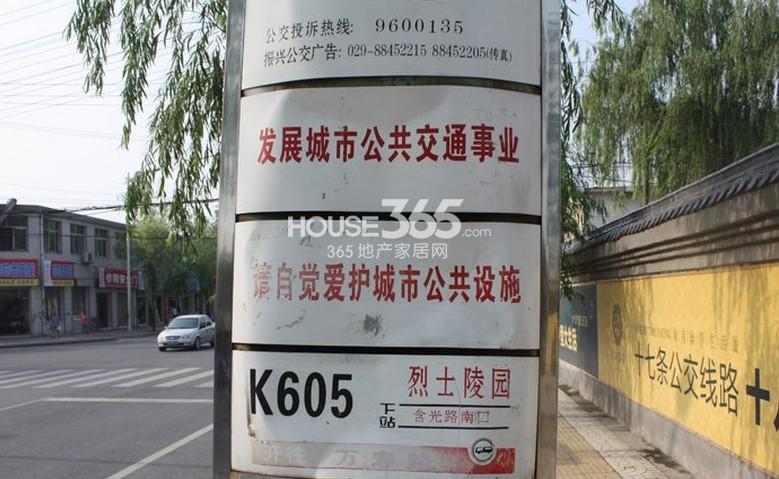 公交投诉热线: 9600135
振兴公交广告: 029-88452215 88452205(传真)
发展城市公共交通事业
HOUSE365.com
365地产家居网
请自觉爱护城市公共设施
K605
烈士陵园
下站
含光路南口
开往
十七条公交线路